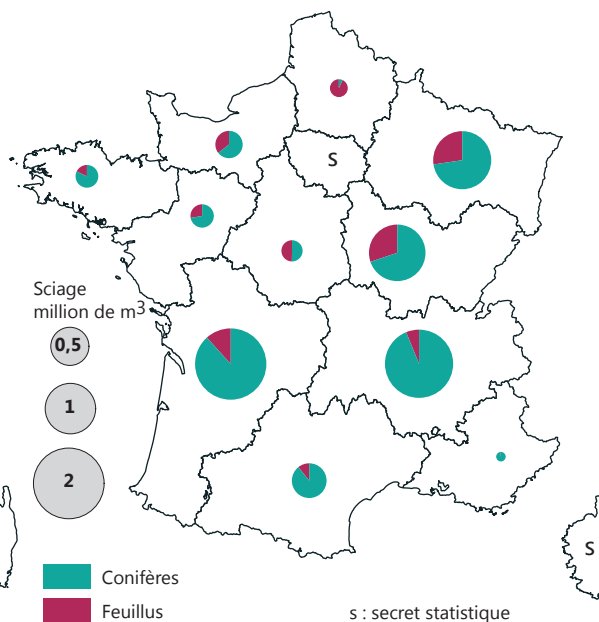 S
Sciage
million de m³
0,5
1
2
S
Conifères
Feuillus
s : secret statistique